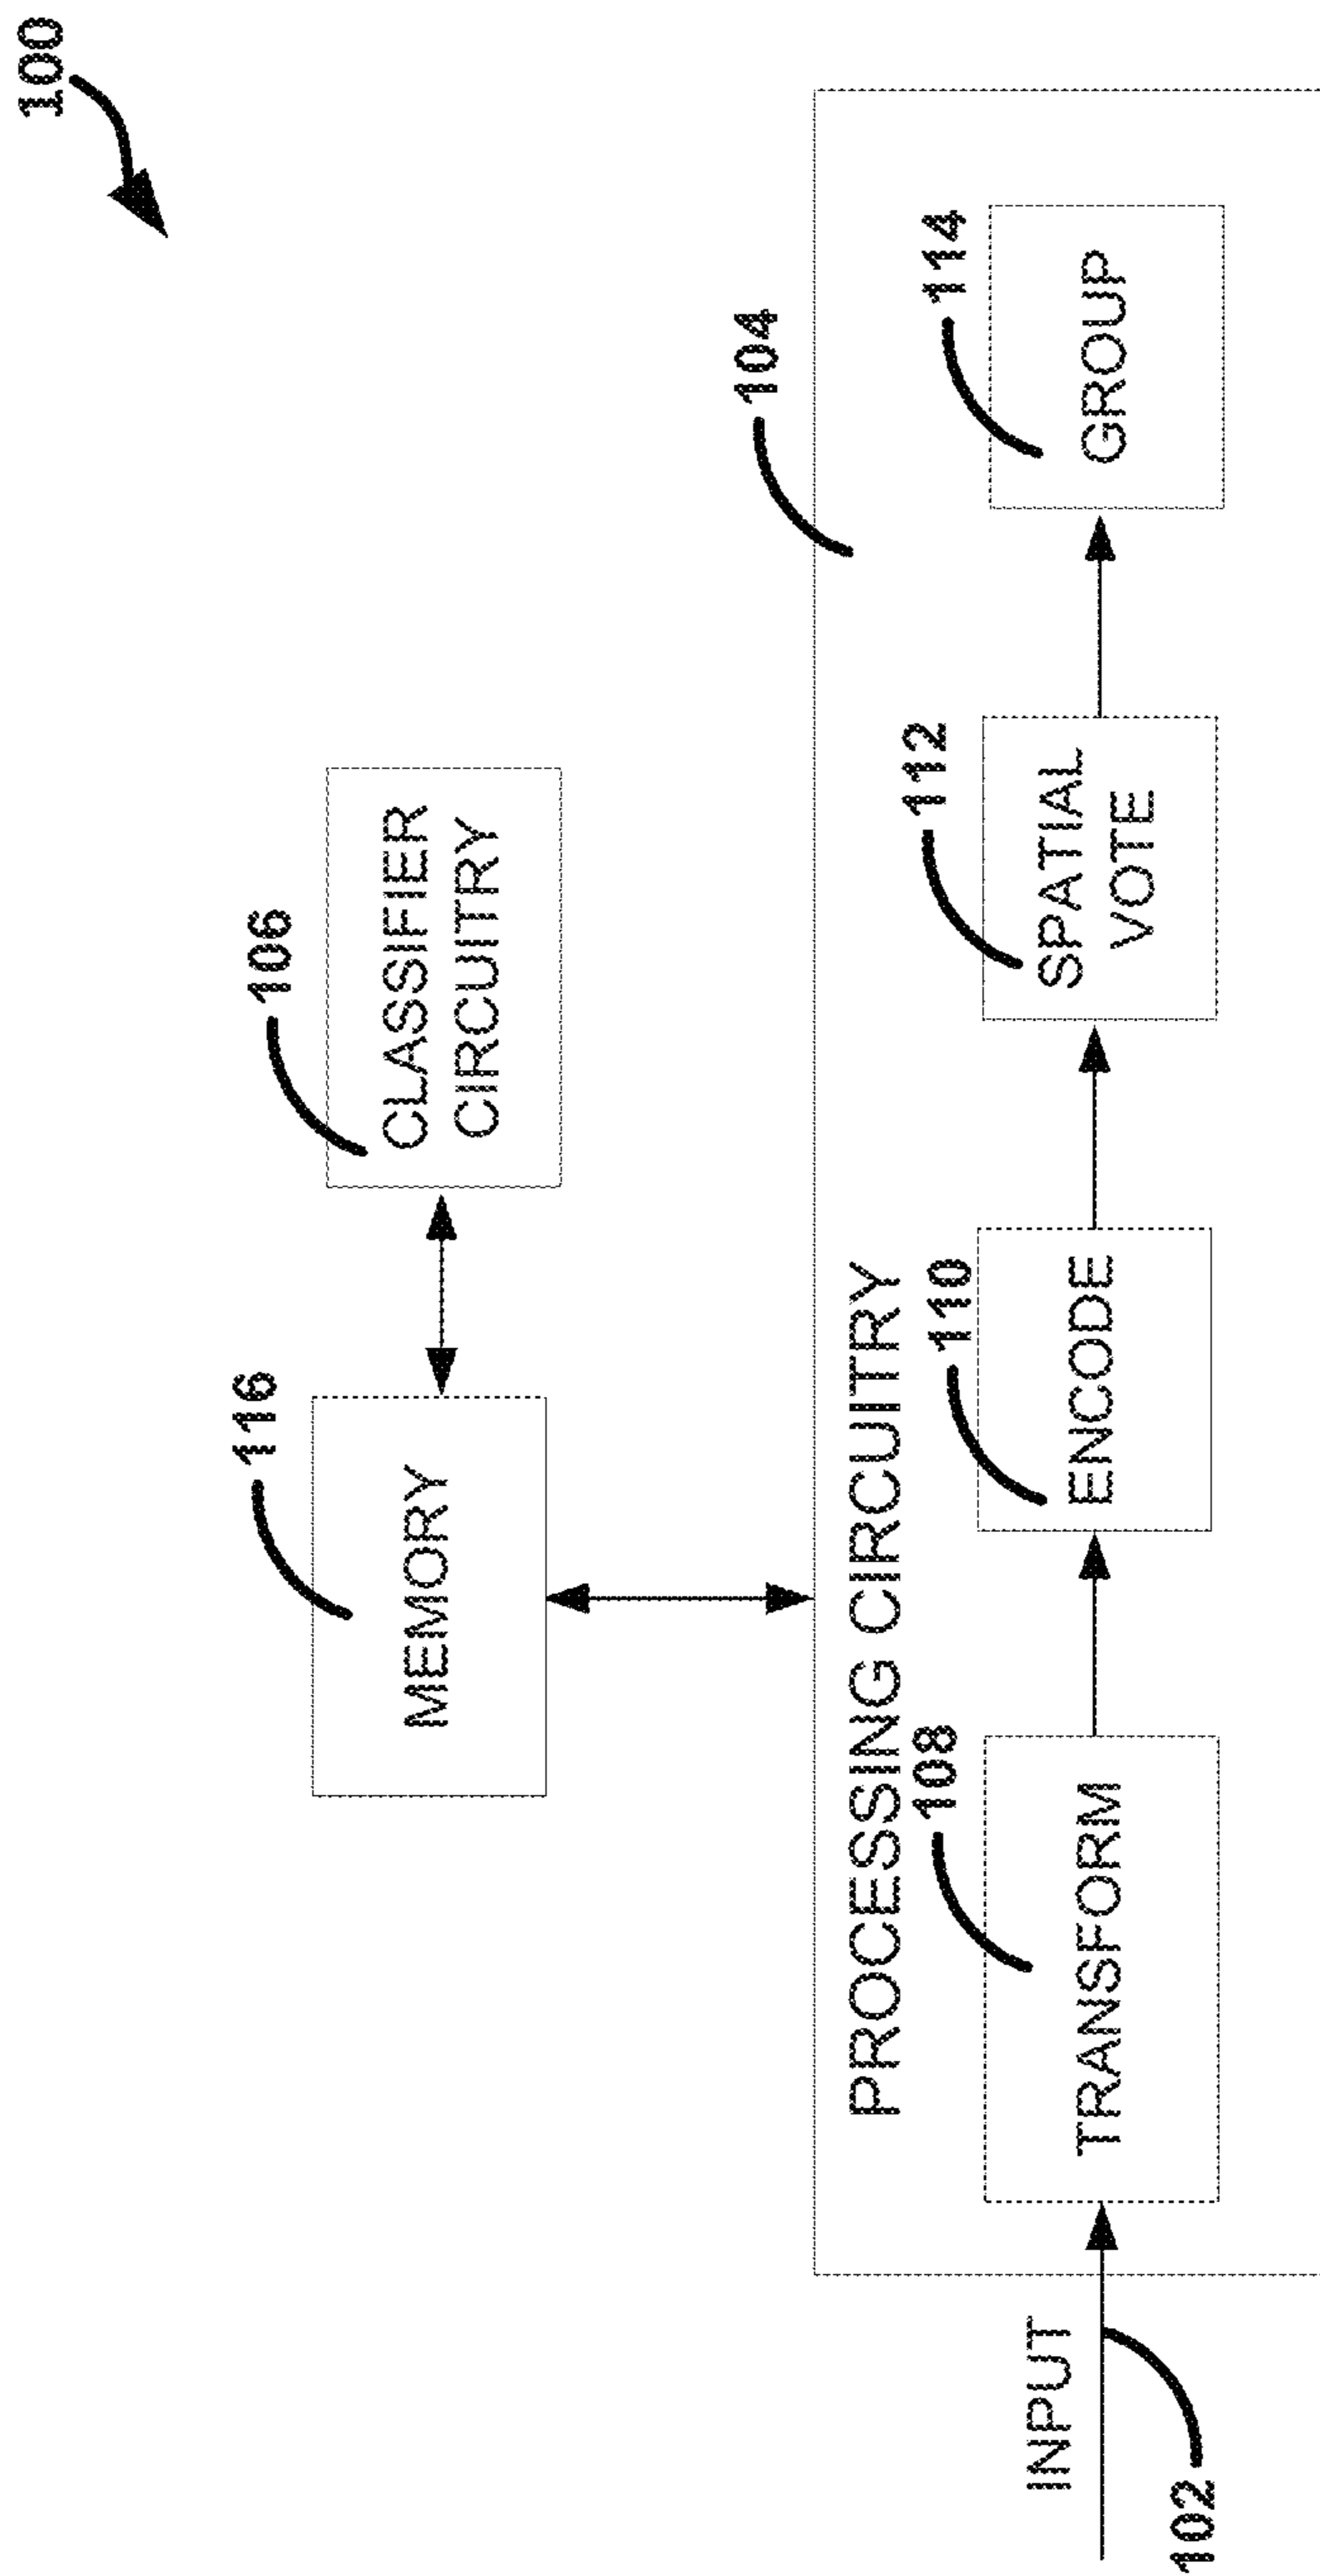 100
116
MEMORY
106
CLASSIFIER
CIRCUITRY
104
PROCESSING CIRCUITRY
INPUT
102
108
TRANSFORM
110
ENCODE
112
SPATIAL
VOTE
114
GROUP